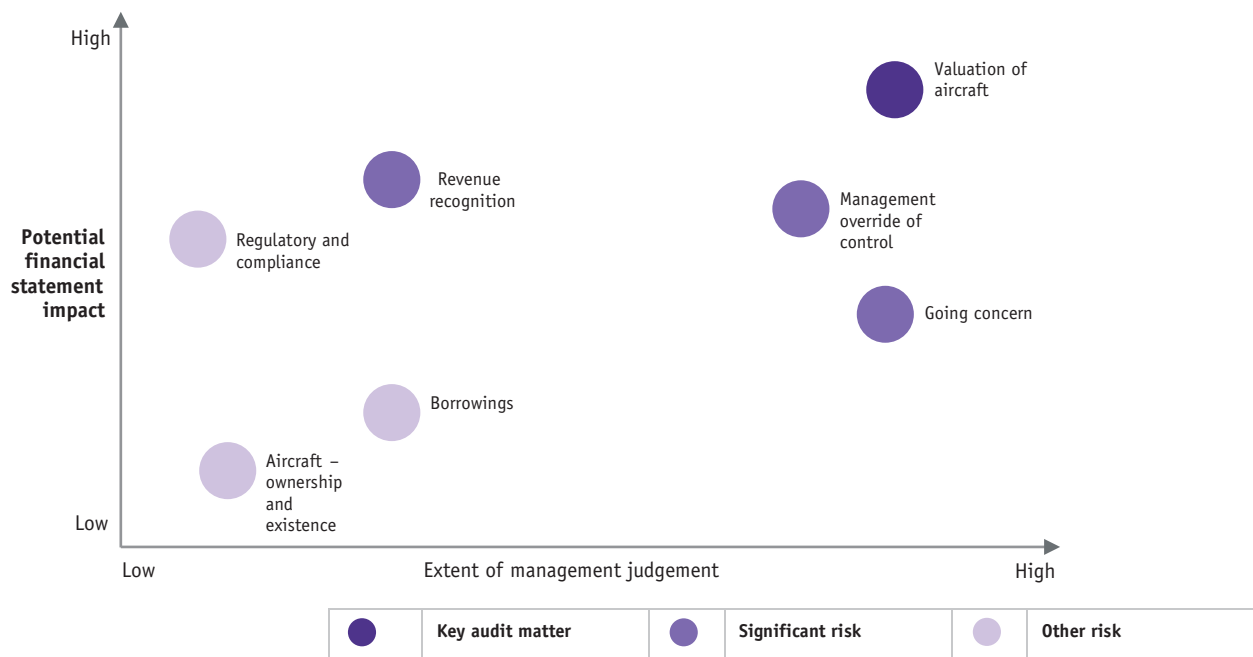 High
Valuation of
aircraft
Revenue
recognition
Management
override of
control
Potential
financial
statement
impact
Regulatory and
compliance
Going concern
Borrowings
Aircraft –
ownership
and
existence
Low
Low
Extent of management judgement
High
Key audit matter
Significant risk
Other risk